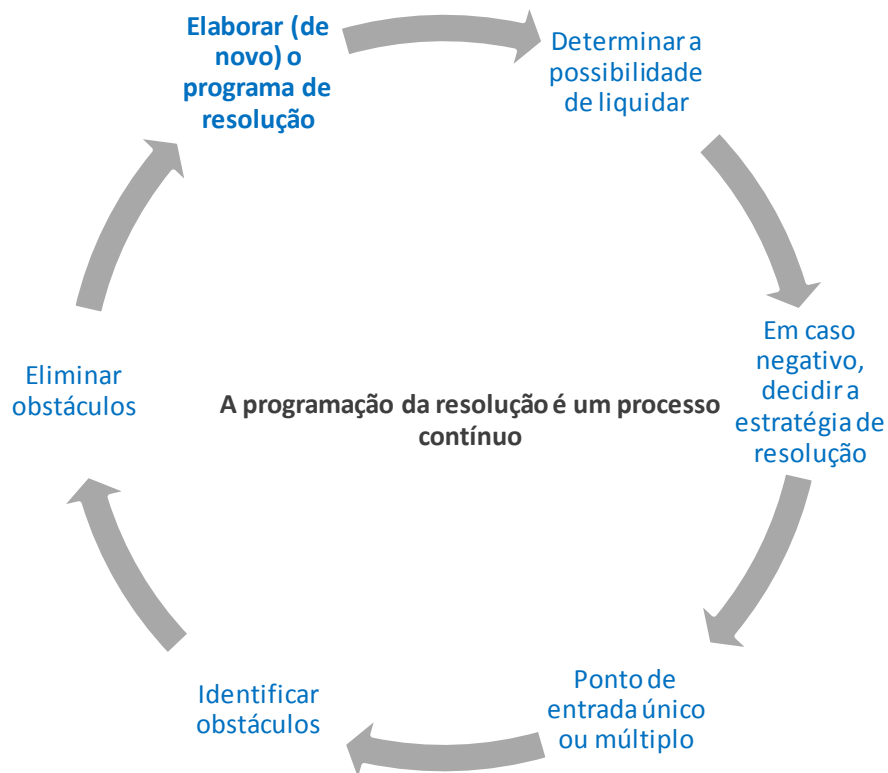 Elaborar (de
novo) o
programa de
resolução
Determinar a
possibilidade
de liquidar
Em caso
negativo,
decidir a
estratégia de
resolução
Ponto de
entrada único
ou múltiplo
Identificar
obstáculos
Eliminar
obstáculos
A programação da resolução é um processo
contínuo